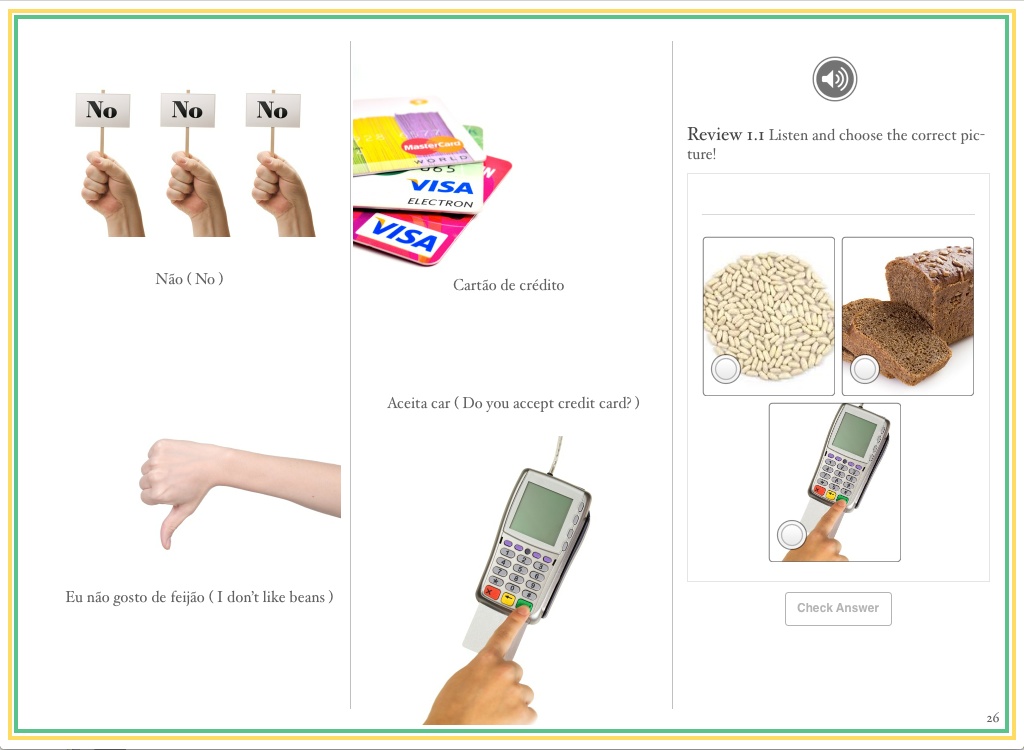 No
No
No
Não ( No )
Eu não gosto de feijão ( I don't like beans )
MasterCard
WORLD
VISA
ELECTRON
VISA
Cartão de crédito
Aceita car ( Do you accept credit card? )
Review 1.1 Listen and choose the correct pic-
ture!
Check Answer
26